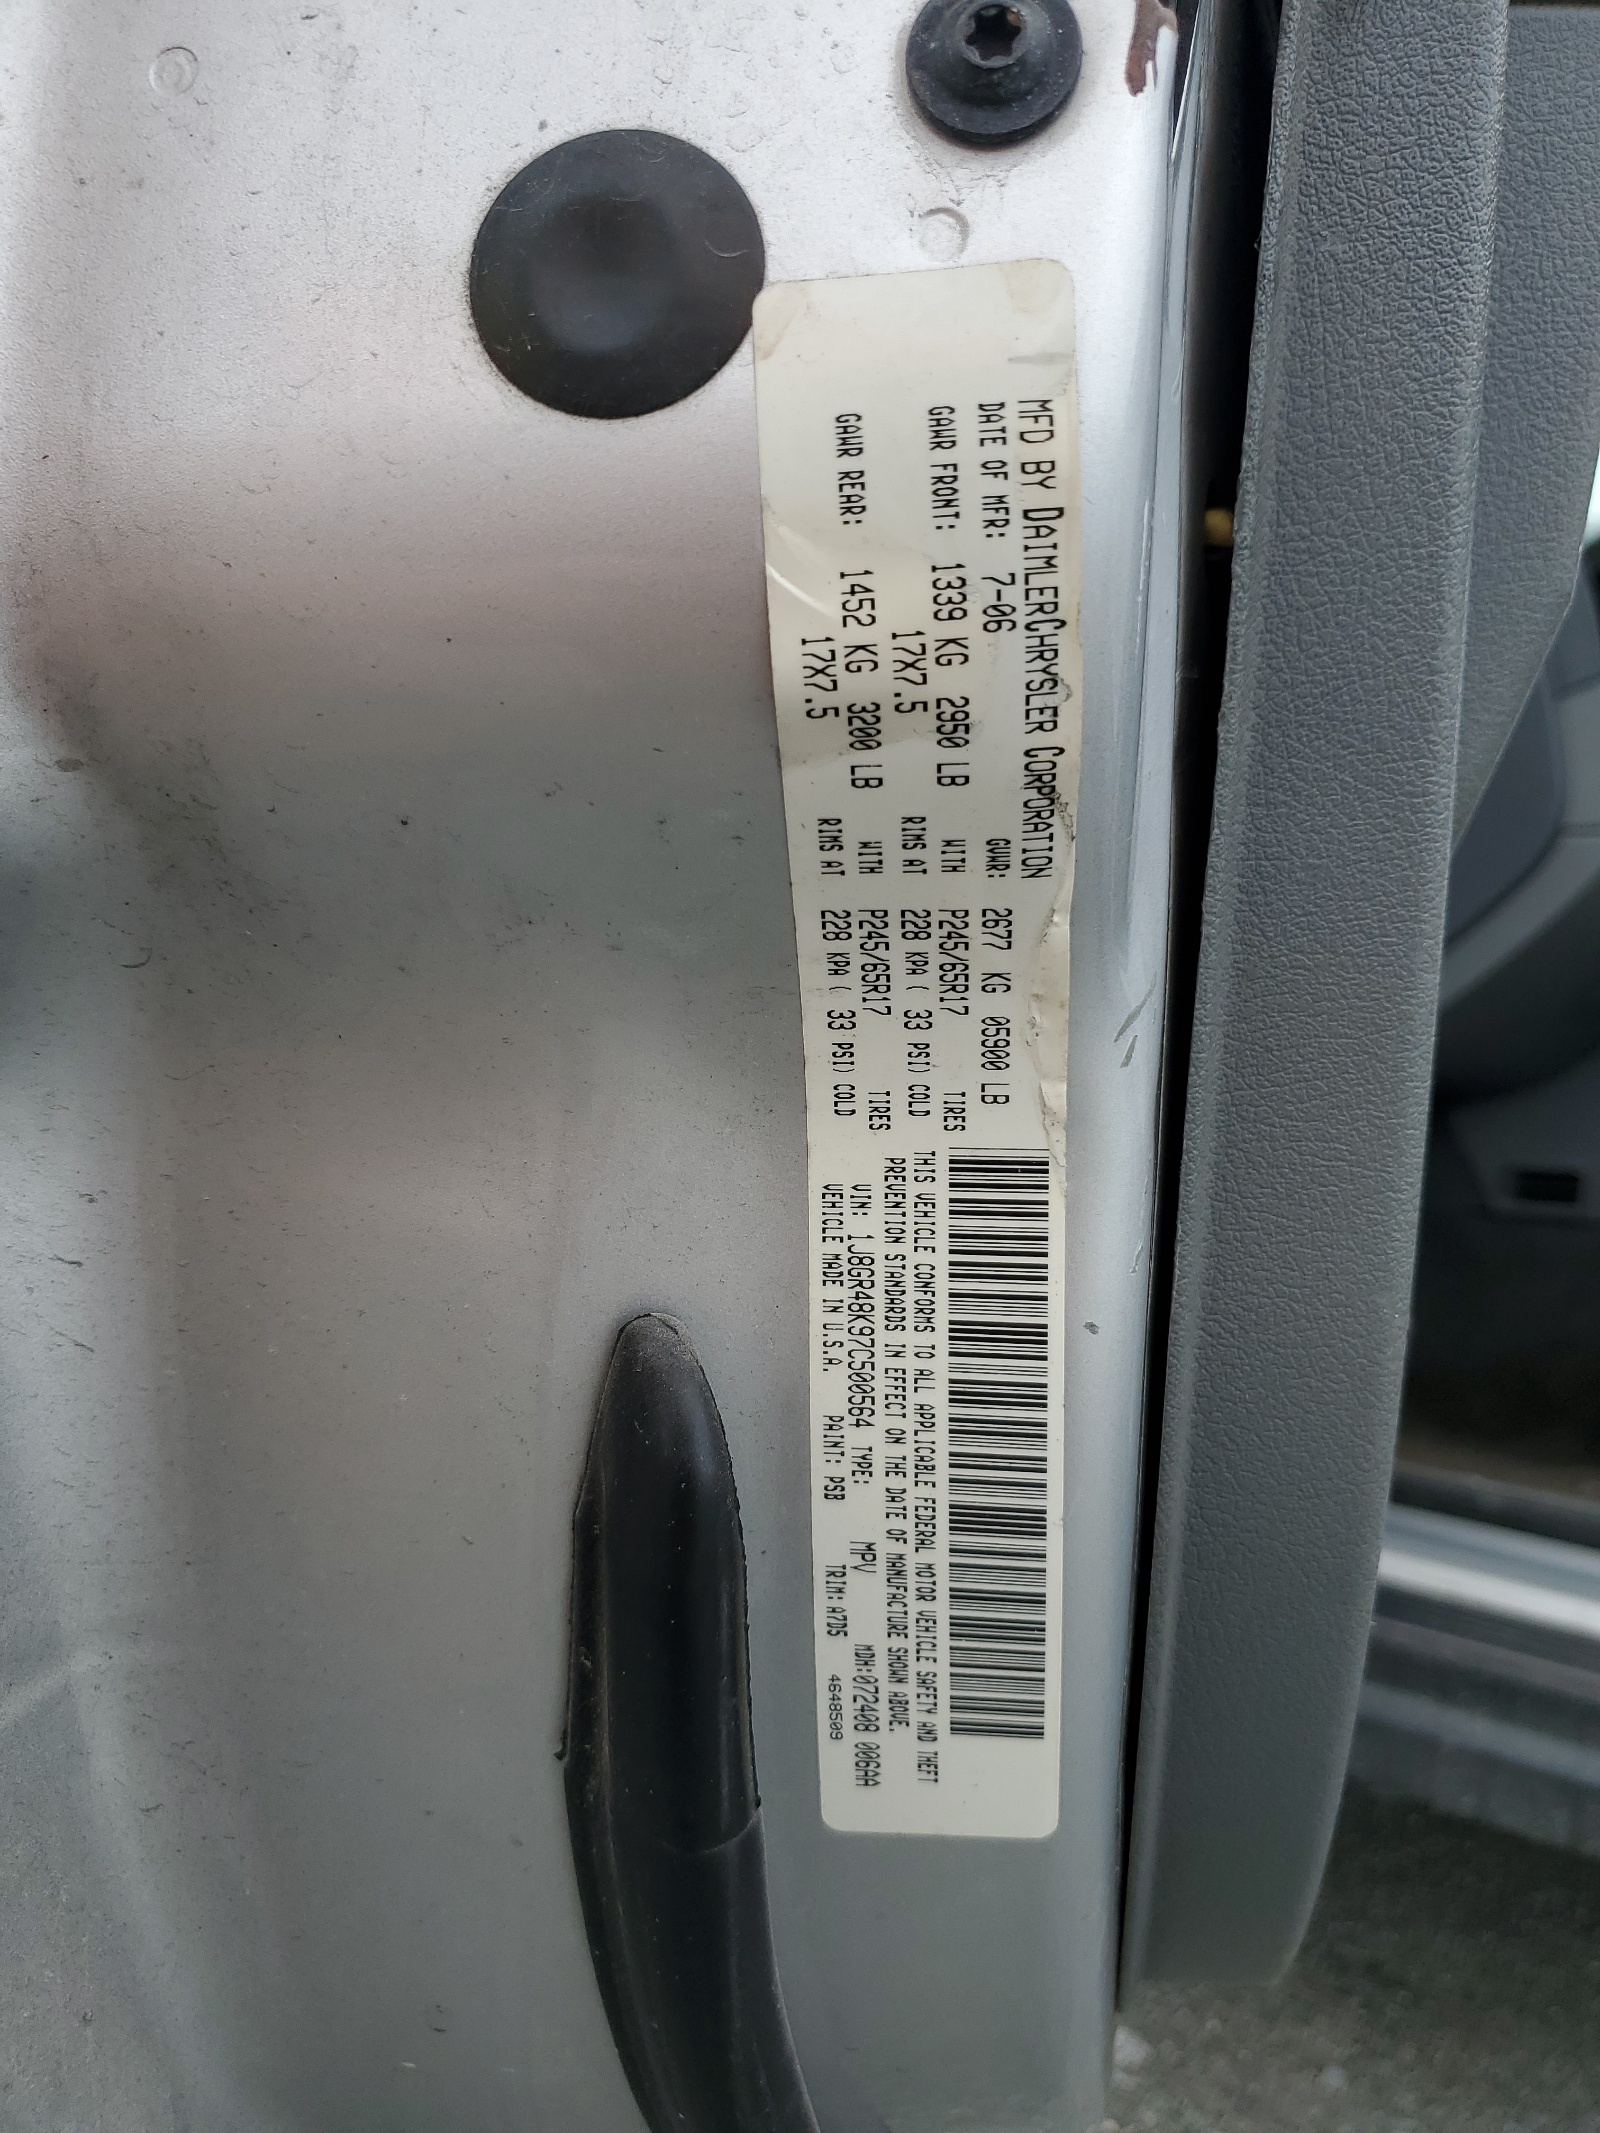 MFD BY DAIMLERCHRYSLER CORPORATION
DATE OF MFR: 7-06 GVWR: 2677 KG 05900 LB
GAWR FRONT: 1339 KG 2950 LB WITH P245/65R17 TIRES
17X7.5 RIMS AT 228 KPA ( 33 PSI) COLD
GAWR REAR: 1452 KG 3200 LB WITH P245/65R17 TIRES
17X7.5 RIMS AT 228 KPA ( 33 PSI) COLD
THIS VEHICLE CONFORMS TO ALL APPLICABLE FEDERAL MOTOR VEHICLE SAFETY AND THEFT
PREVENTION STANDARDS IN EFFECT ON THE DATE OF MANUFACTURE SHOWN ABOVE.
VIN: 1J8GR48K97C500564 TYPE: MPV MDH:072408 006AA
VEHICLE MADE IN U.S.A. PAINT: PSB TRIM: A7D5 4648509